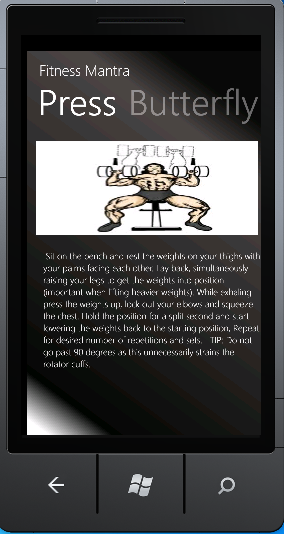 Fitness Mantra
Press Butterfly
Sit on the bench and rest the weights on your thighs with
your palms facing each other. Lay back, simultaneously
raising your legs to get the weights into position
(important when lifting heavier weights). While exhaling
press the weights up, lock out your elbows and squeeze
the chest. Hold the position for a split second and start
lowering the weights back to the starting position, Repeat
for desired number of repetitions and sets. TIP: Do not
go past 90 degrees as this unnecessarily strains the
rotator cuffs.